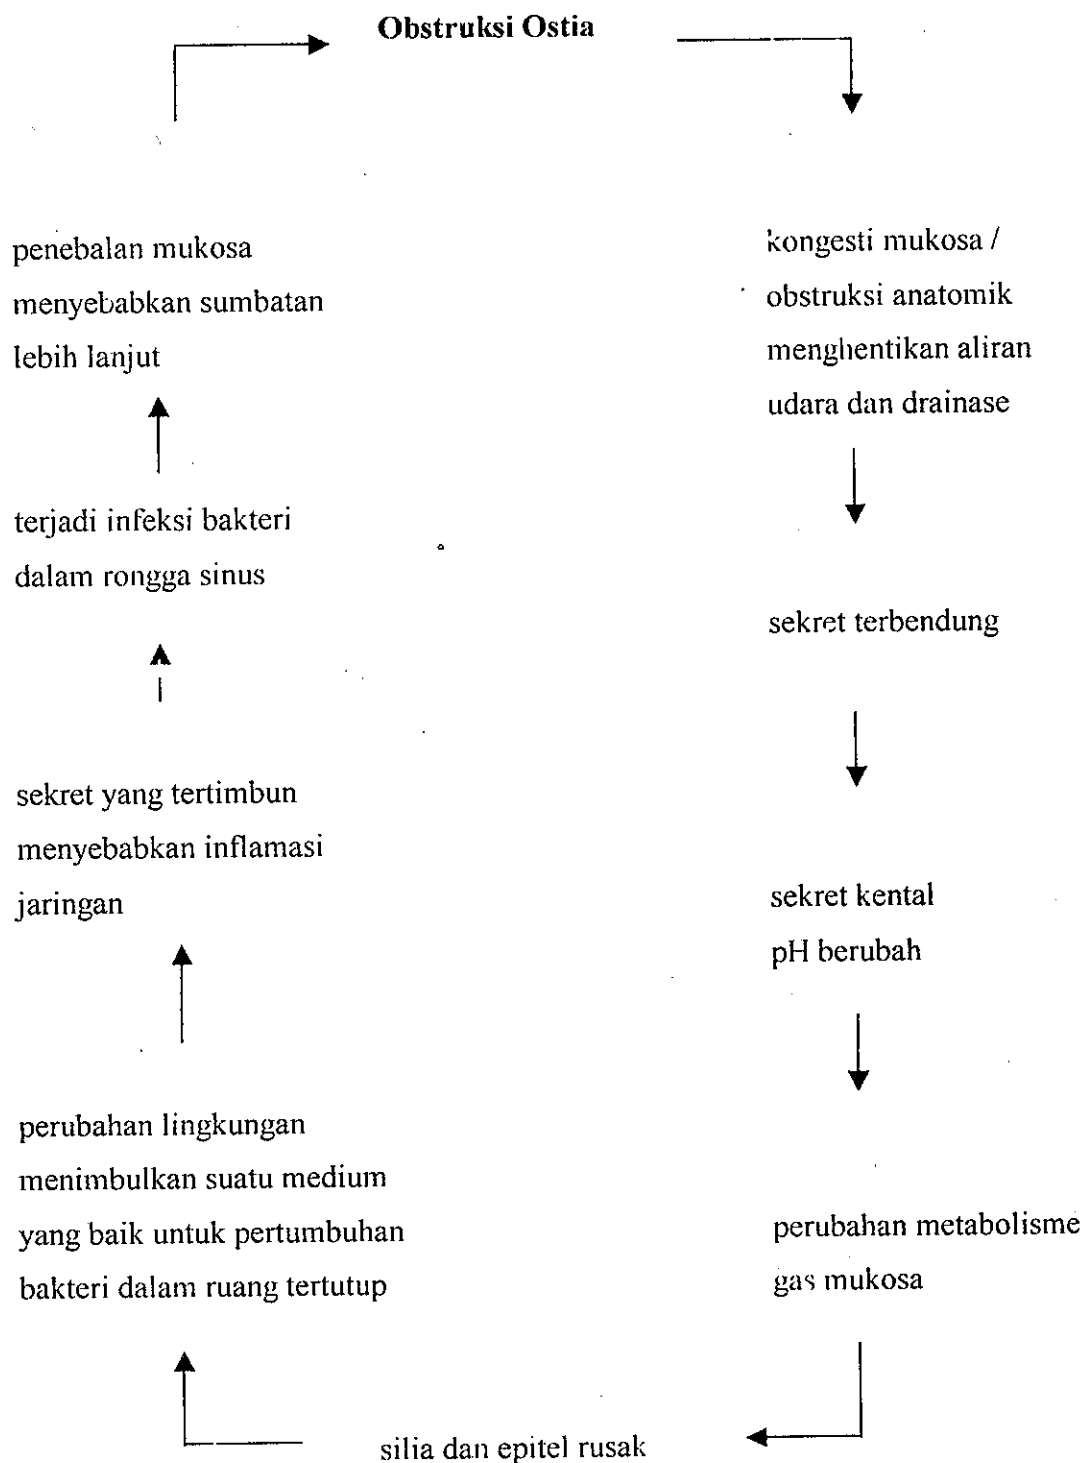 Obstruksi Ostia
kongesti mukosa /
obstruksi anatomik
menghentikan aliran
udara dan drainase
sekret terbendung
sekret kental
pH berubah
perubahan metabolisme
gas mukosa
silia dan epitel rusak
perubahan lingkungan
menimbulkan suatu medium
yang baik untuk pertumbuhan
bakteri dalam ruang tertutup
sekret yang tertimbun
menyebabkan inflamasi
jaringan
terjadi infeksi bakteri
dalam rongga sinus
penebalan mukosa
menyebabkan sumbatan
lebih lanjut